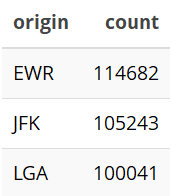 origin count
EWR 114682
JFK 105243
LGA 100041